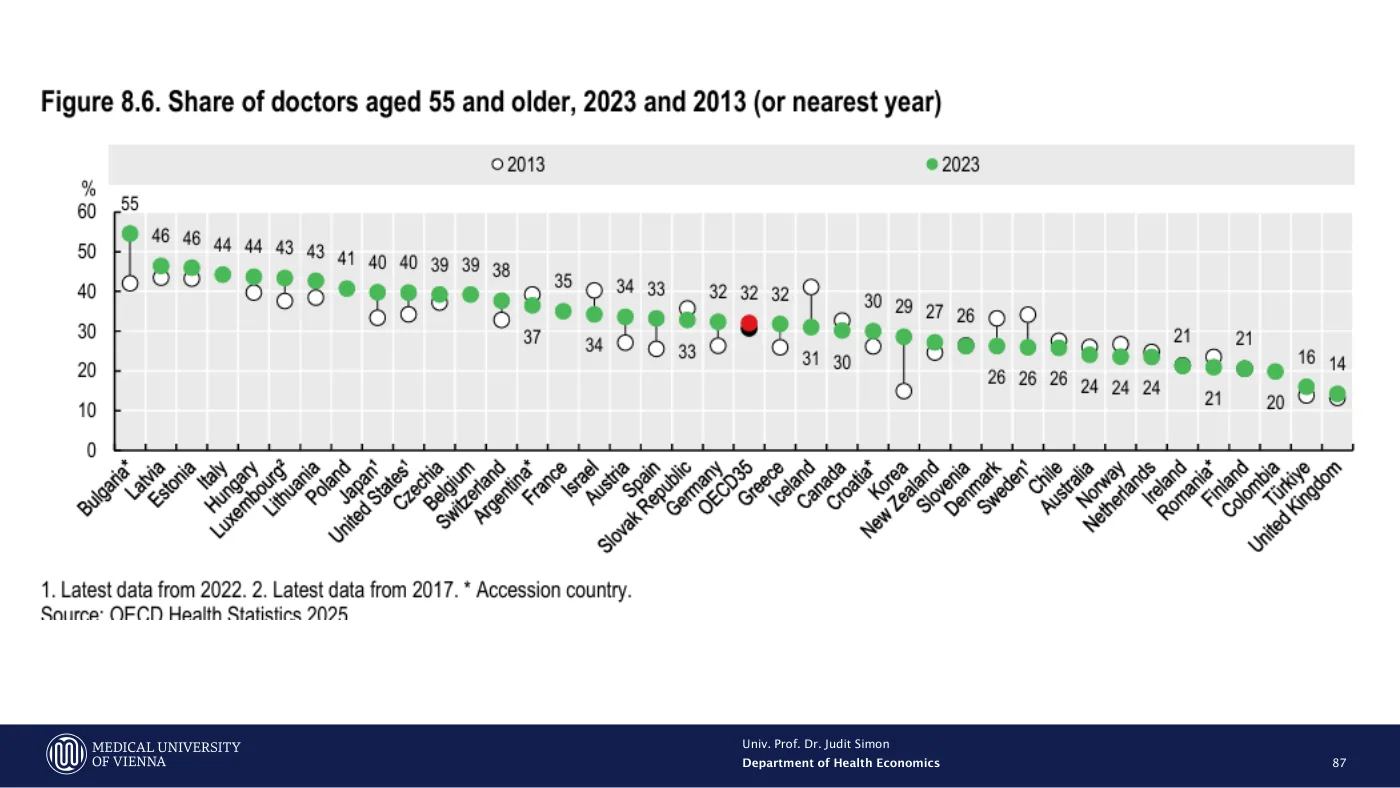 Figure 8.6. Share of doctors aged 55 and older, 2023 and 2013 (or nearest year)
2013 2023
%
60
50
40
30
20
10
0
55 46 46 44 44 43 43 41 40 40 39 39 38 37 35 34 34 33 33 32 32 32 31 30 30 29 27 26 26 26 26 24 24 24 21 21 21 20 16 14
Bulgaria*
Latvia
Estonia
Italy
Hungary
Luxembourg²
Lithuania
Poland
Japan¹
United States¹
Czechia
Belgium
Switzerland
Argentina*
France
Israel
Austria
Spain
Slovak Republic
Germany
OECD35
Greece
Iceland
Canada
Croatia*
Korea
New Zealand
Slovenia
Denmark
Sweden¹
Chile
Australia
Norway
Netherlands
Ireland
Romania*
Finland
Colombia
Türkiye
United Kingdom
1. Latest data from 2022. 2. Latest data from 2017. * Accession country.
Source: OECD Health Statistics 2025
MEDICAL UNIVERSITY
OF VIENNA
Univ. Prof. Dr. Judit Simon
Department of Health Economics
87